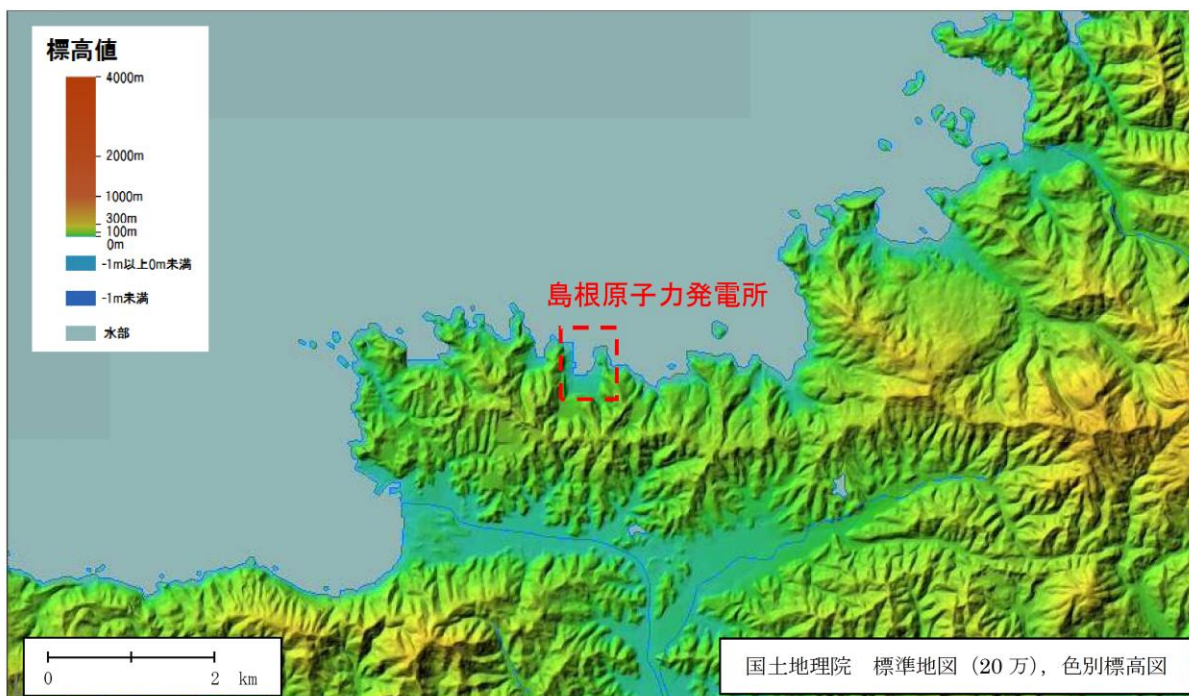 標高値
4000m
2000m
1000m
300m
100m
0m
-1m以上0m未満
-1m未満
水部
島根原子力発電所
0 2 km
国土地理院 標準地図(20万),色別標高図